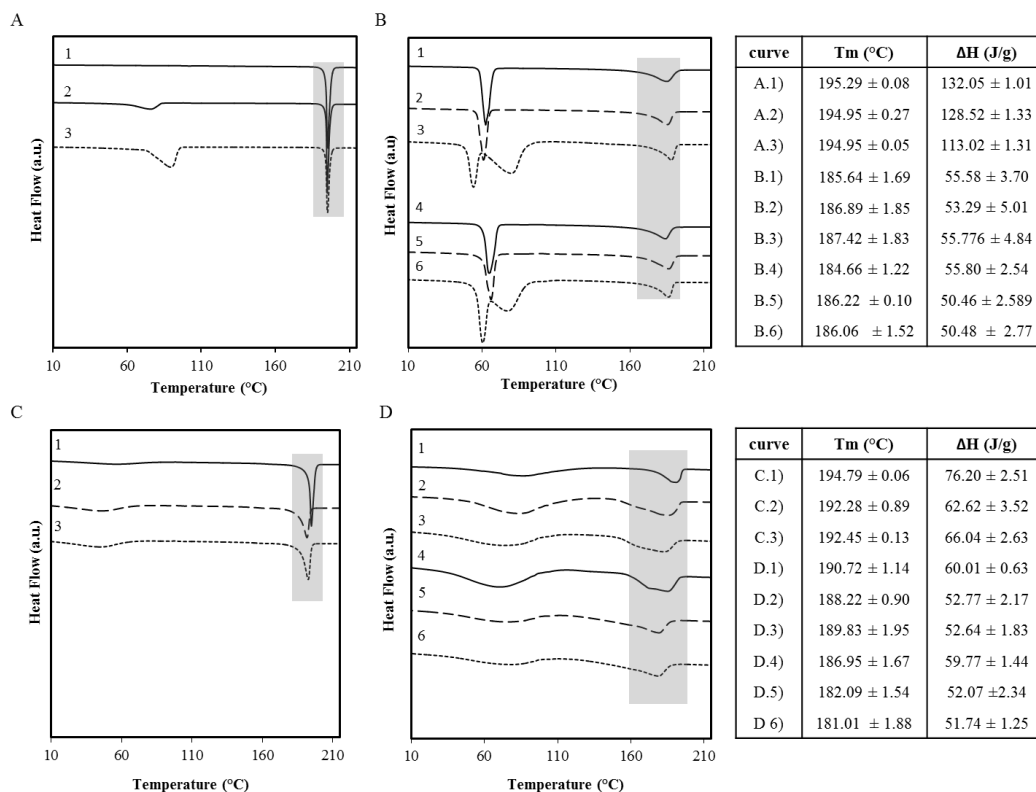 A
1
2
3
Heat Flow (a.u.)
10 60 110 160 210
Temperature (°C)
B
1
2
3
4
5
6
Heat Flow (a.u)
10 60 110 160 210
Temperature (°C)
curve Tm (°C) ΔH (J/g)
A.1) 195.29 ± 0.08 132.05 ± 1.01
A.2) 194.95 ± 0.27 128.52 ± 1.33
A.3) 194.95 ± 0.05 113.02 ± 1.31
B.1) 185.64 ± 1.69 55.58 ± 3.70
B.2) 186.89 ± 1.85 53.29 ± 5.01
B.3) 187.42 ± 1.83 55.776 ± 4.84
B.4) 184.66 ± 1.22 55.80 ± 2.54
B.5) 186.22 ± 0.10 50.46 ± 2.589
B.6) 186.06 ± 1.52 50.48 ± 2.77
C
1
2
3
Heat Flow (a.u.)
10 60 110 160 210
Temperature (°C)
D
1
2
3
4
5
6
Heat Flow (a.u.)
10 60 110 160 210
Temperature (°C)
curve Tm (°C) ΔH (J/g)
C.1) 194.79 ± 0.06 76.20 ± 2.51
C.2) 192.28 ± 0.89 62.62 ± 3.52
C.3) 192.45 ± 0.13 66.04 ± 2.63
D.1) 190.72 ± 1.14 60.01 ± 0.63
D.2) 188.22 ± 0.90 52.77 ± 2.17
D.3) 189.83 ± 1.95 52.64 ± 1.83
D.4) 186.95 ± 1.67 59.77 ± 1.44
D.5) 182.09 ± 1.54 52.07 ±2.34
D 6) 181.01 ± 1.88 51.74 ± 1.25